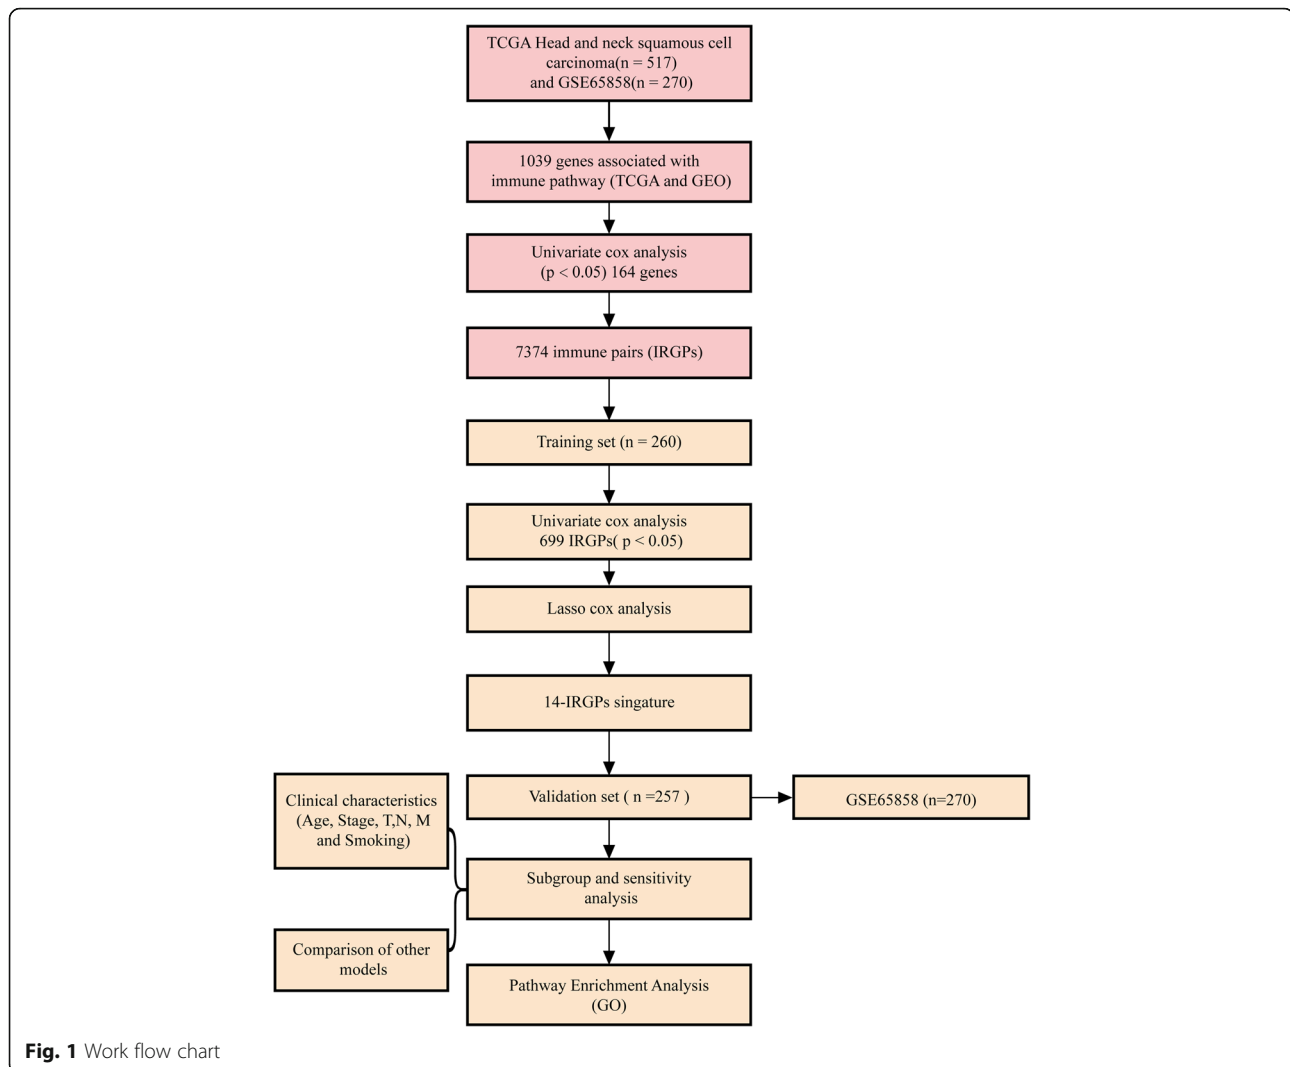 TCGA Head and neck squamous cell
carcinoma(n = 517)
and GSE65858(n = 270)
1039 genes associated with
immune pathway (TCGA and GEO)
Univariate cox analysis
(p < 0.05) 164 genes
7374 immune pairs (IRGPs)
Training set (n = 260)
Univariate cox analysis
699 IRGPs( p < 0.05)
Lasso cox analysis
14-IRGPs singature
Validation set ( n =257 )
GSE65858 (n=270)
Clinical characteristics
(Age, Stage, T,N, M
and Smoking)
Subgroup and sensitivity
analysis
Comparison of other
models
Pathway Enrichment Analysis
(GO)
Fig. 1 Work flow chart